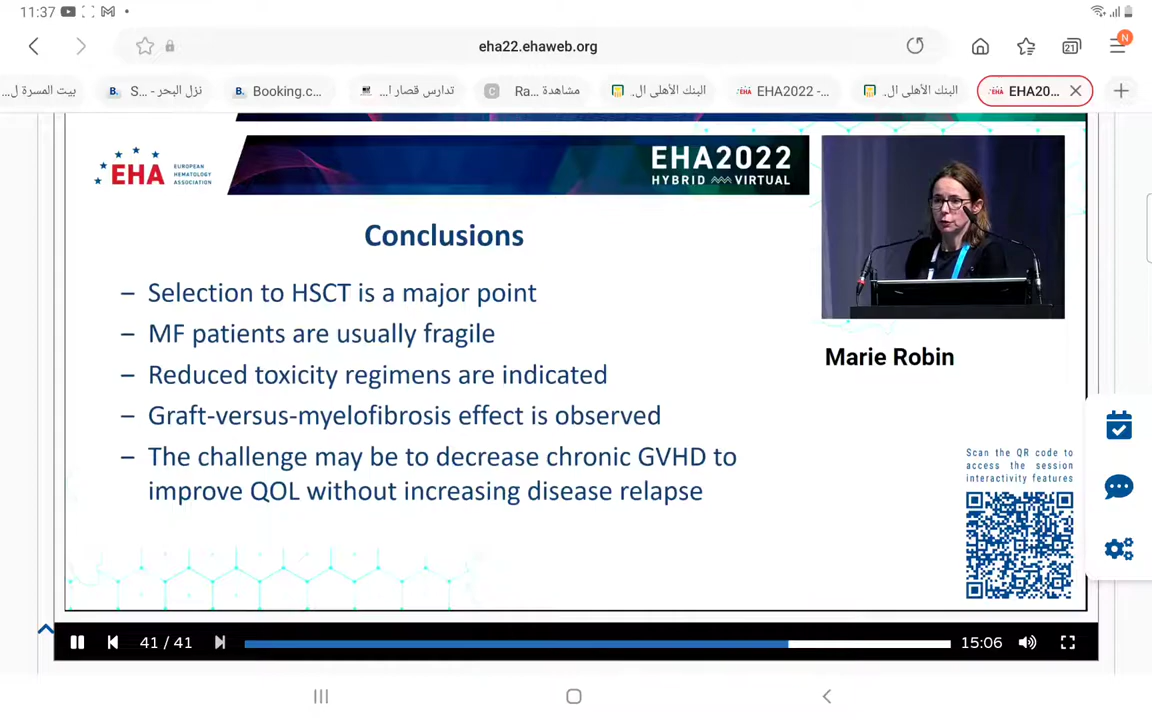 11:37
eha22.ehaweb.org
21
N
بيت المسرة ل...
B. S... - نزل البحر
B. Booking.c...
تدارس قصار ا...
C Ra... مشاهدة
البنك الأهلي ال...
EHA2022 -...
البنك الأهلي ال...
EHA20...
EHA
EUROPEAN
HEMATOLOGY
ASSOCIATION
EHA2022
HYBRID VIRTUAL
Conclusions
– Selection to HSCT is a major point
– MF patients are usually fragile
– Reduced toxicity regimens are indicated
– Graft-versus-myelofibrosis effect is observed
– The challenge may be to decrease chronic GVHD to
improve QOL without increasing disease relapse
Marie Robin
Scan the QR code to
access the session
interactivity features
41 / 41
15:06